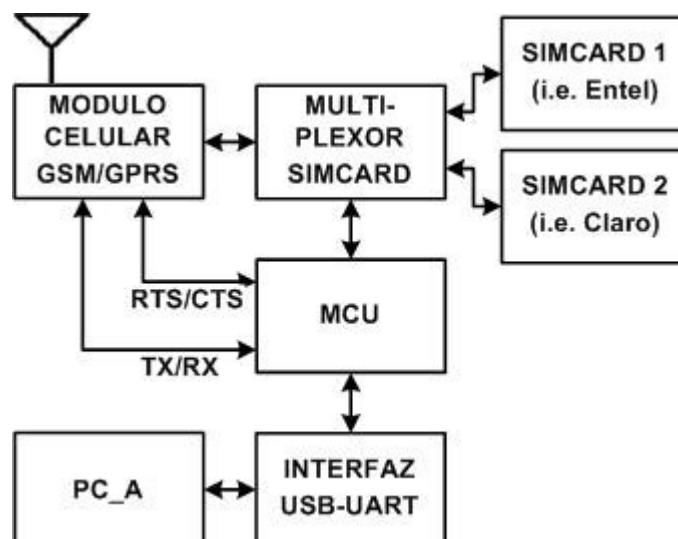 MODULO
CELULAR
GSM/GPRS
MULTI-
PLEXOR
SIMCARD
SIMCARD 1
(i.e. Entel)
SIMCARD 2
(i.e. Claro)
RTS/CTS
TX/RX
MCU
PC_A
INTERFAZ
USB-UART